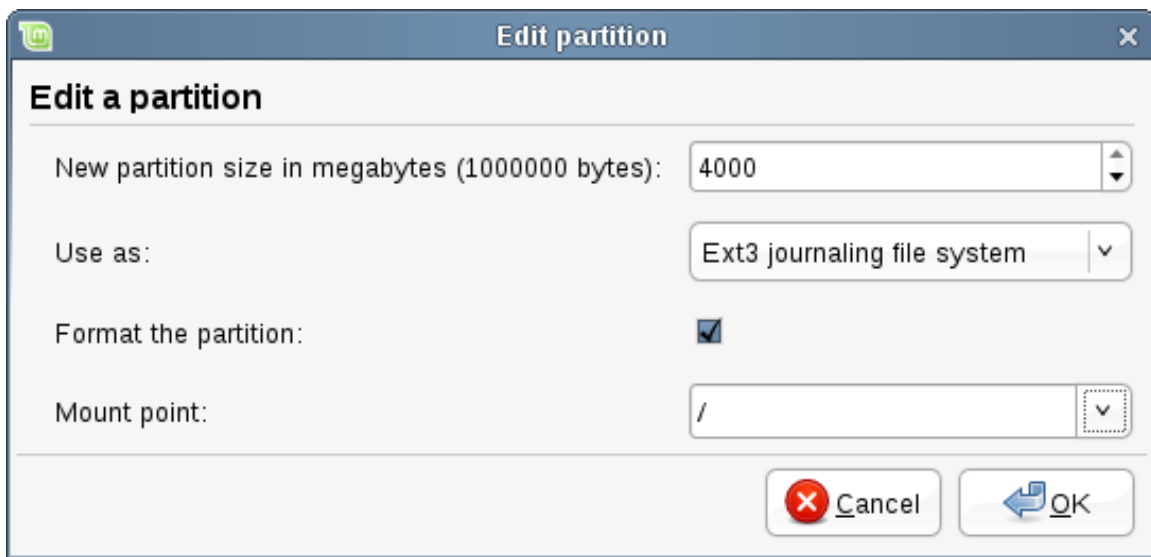 Edit partition
Edit a partition
New partition size in megabytes (1000000 bytes): 4000
Use as: Ext3 journaling file system
Format the partition:
Mount point: /
Cancel OK